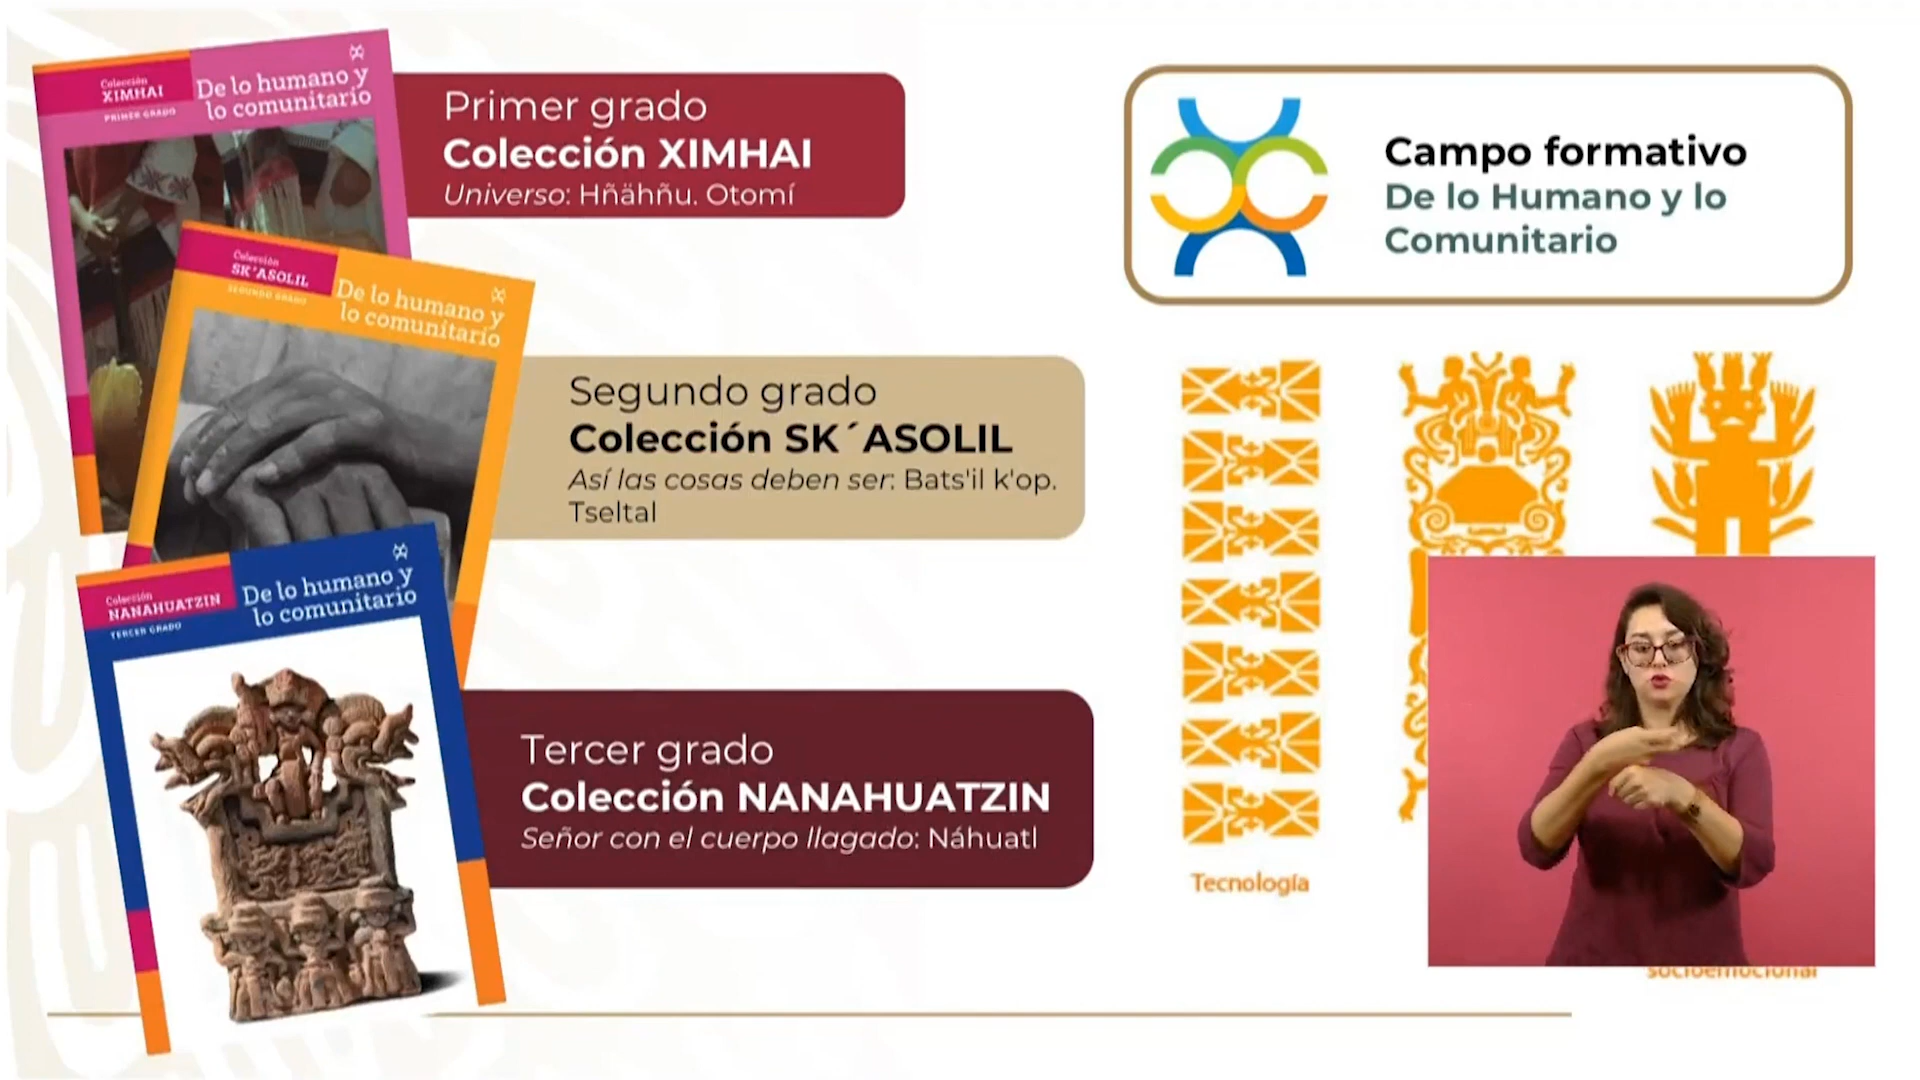 Colección
XIMHAI
PRIMER GRADO
De lo humano y
lo comunitario
Primer grado
Colección XIMHAI
Universo: Hñähñu. Otomí
Colección
SK´ASOLIL
SEGUNDO GRADO
De lo humano y
lo comunitario
Segundo grado
Colección SK´ASOLIL
Así las cosas deben ser: Bats'il k'op.
Tseltal
Colección
NANAHUATZIN
TERCER GRADO
De lo humano y
lo comunitario
Tercer grado
Colección NANAHUATZIN
Señor con el cuerpo llagado: Náhuatl
Campo formativo
De lo Humano y lo
Comunitario
Tecnología
socioemocional